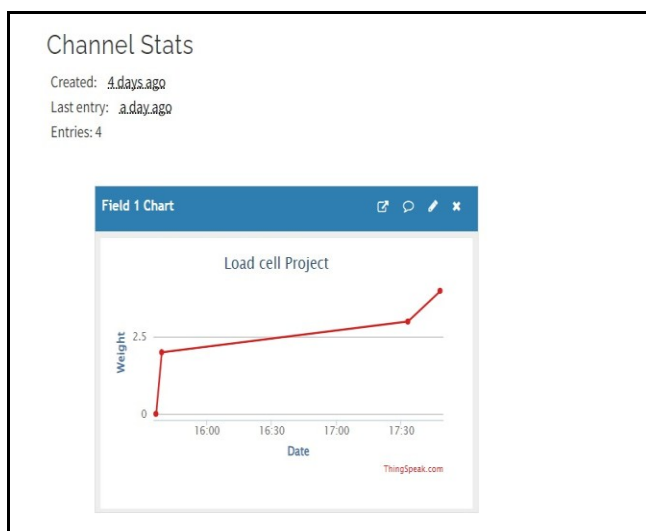 Channel Stats
Created: 4 days ago
Last entry: a day ago
Entries: 4
Field 1 Chart
Load cell Project
Weight
2.5
0
16:00 16:30 17:00 17:30
Date
ThingSpeak.com